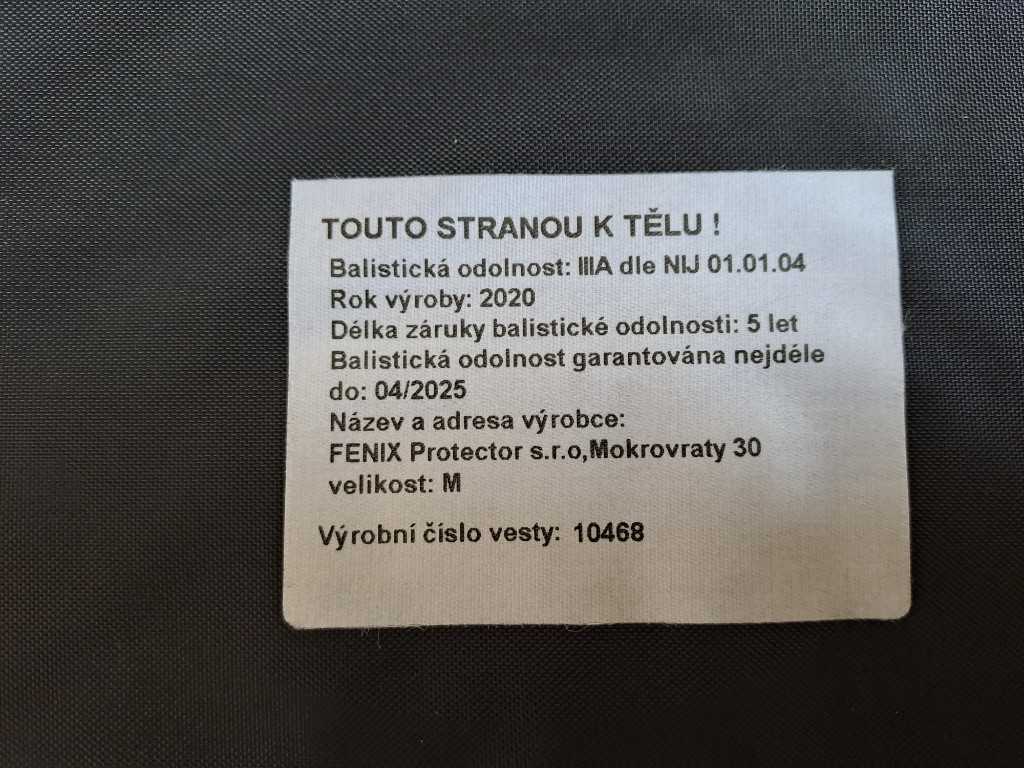 TOUTO STRANOU K TĚLU !
Balistická odolnost: IIIA dle NIJ 01.01.04
Rok výroby: 2020
Délka záruky balistické odolnosti: 5 let
Balistická odolnost garantována nejdéle
do: 04/2025
Název a adresa výrobce:
FENIX Protector s.r.o,Mokrovraty 30
velikost: M
Výrobní číslo vesty: 10468